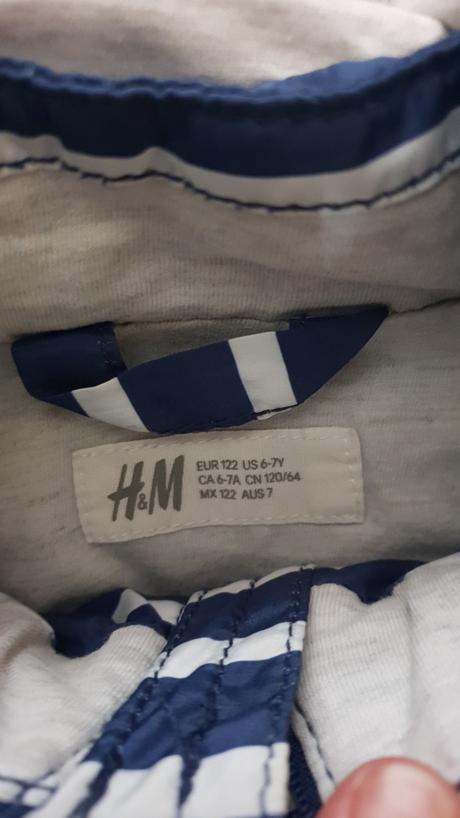 H&M
EUR 122 US 6-7Y
CA 6-7A CN 120/64
MX 122 AUS 7